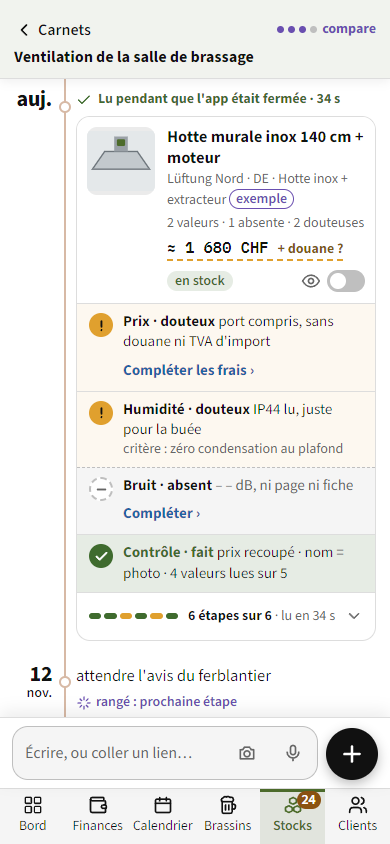 Carnets
compare
Ventilation de la salle de brassage
auj.
Lu pendant que l'app était fermée · 34 s
Hotte murale inox 140 cm +
moteur
Lüftung Nord · DE · Hotte inox +
extracteur exemple
2 valeurs · 1 absente · 2 douteuses
≈ 1 680 CHF + douane ?
en stock
! Prix · douteux port compris, sans
douane ni TVA d'import
Compléter les frais ›
! Humidité · douteux IP44 lu, juste
pour la buée
critère : zéro condensation au plafond
Bruit · absent – – dB, ni page ni fiche
Compléter ›
Contrôle · fait prix recoupé · nom =
photo · 4 valeurs lues sur 5
6 étapes sur 6 · lu en 34 s
12
nov.
attendre l'avis du ferblantier
rangé : prochaine étape
Écrire, ou coller un lien…
24
Bord
Finances
Calendrier
Brassins
Stocks
Clients